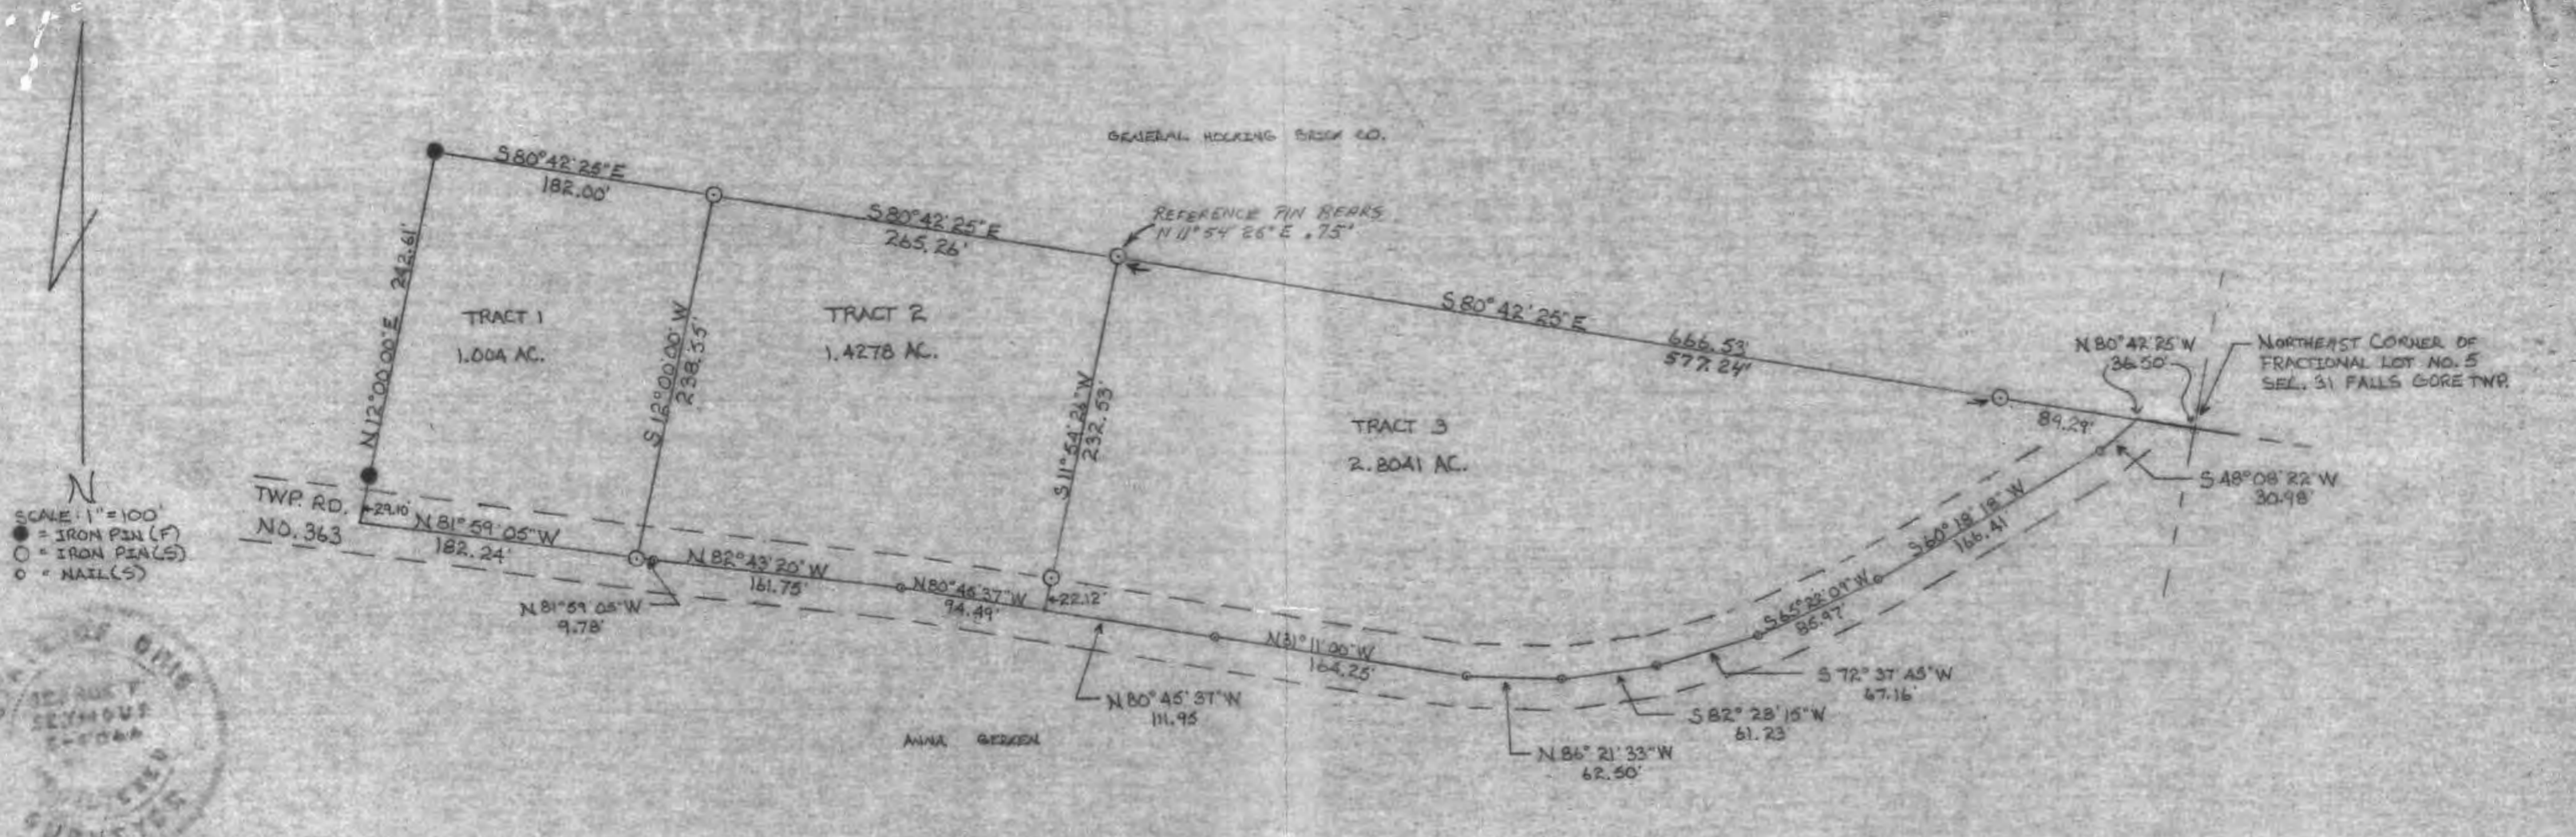 GENERAL HOCKING BRICK CO.
S 80° 42' 25" E
182.00'
S 80° 42' 25" E
265.26'
REFERENCE PIN BEARS
N 11° 54' 26" E .75'
S 80° 42' 25" E
666.53'
577.24'
N 80° 42' 25" W
36.50'
NORTHEAST CORNER OF
FRACTIONAL LOT NO. 5
SEC. 31 FALLS GORE TWP.
89.29'
S 48° 08' 22" W
30.98'
N 12° 00' 00" E 242.61'
TRACT 1
1.004 AC.
S 12° 00' 00" W
238.55'
TRACT 2
1.4278 AC.
S 11° 54' 26" W
232.53'
TRACT 3
2.8041 AC.
N
SCALE: 1" = 100'
= IRON PIN (F)
= IRON PIN (S)
= NAIL (S)
TWP. RD.
NO. 363
29.10'
N 81° 59' 05" W
182.24'
N 81° 59' 05" W
9.78'
N 82° 43' 20" W
161.75'
N 80° 45' 37" W
94.49'
22.12'
N 80° 45' 37" W
111.95
N 81° 11' 00" W
164.25'
N 86° 21' 33" W
62.50'
S 82° 28' 15" W
61.23'
S 72° 37' 45" W
67.16'
S 65° 22' 09" W
85.97'
S 60° 18' 18" W
166.41
ANNA GERKEN
SEYMOUR